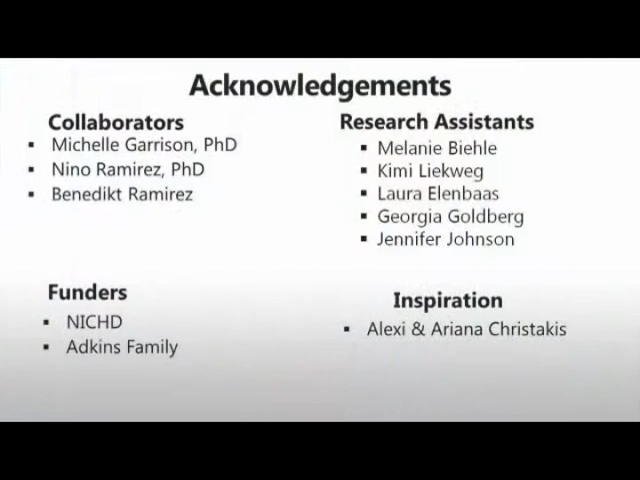 Acknowledgements
Collaborators
▪ Michelle Garrison, PhD
▪ Nino Ramirez, PhD
▪ Benedikt Ramirez
Research Assistants
▪ Melanie Biehle
▪ Kimi Liekweg
▪ Laura Elenbaas
▪ Georgia Goldberg
▪ Jennifer Johnson
Funders
▪ NICHD
▪ Adkins Family
Inspiration
▪ Alexi & Ariana Christakis